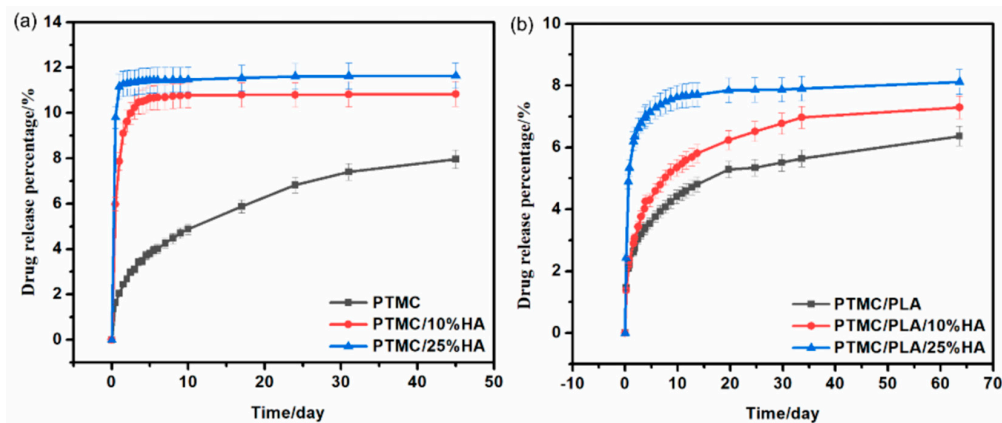 (a)
Drug release percentage/%
14
12
10
8
6
4
2
0
PTMC
PTMC/10%HA
PTMC/25%HA
0
10
20
30
40
50
Time/day
(b)
Drug release percentage/%
10
8
6
4
2
0
PTMC/PLA
PTMC/PLA/10%HA
PTMC/PLA/25%HA
-10
0
10
20
30
40
50
60
70
Time/day